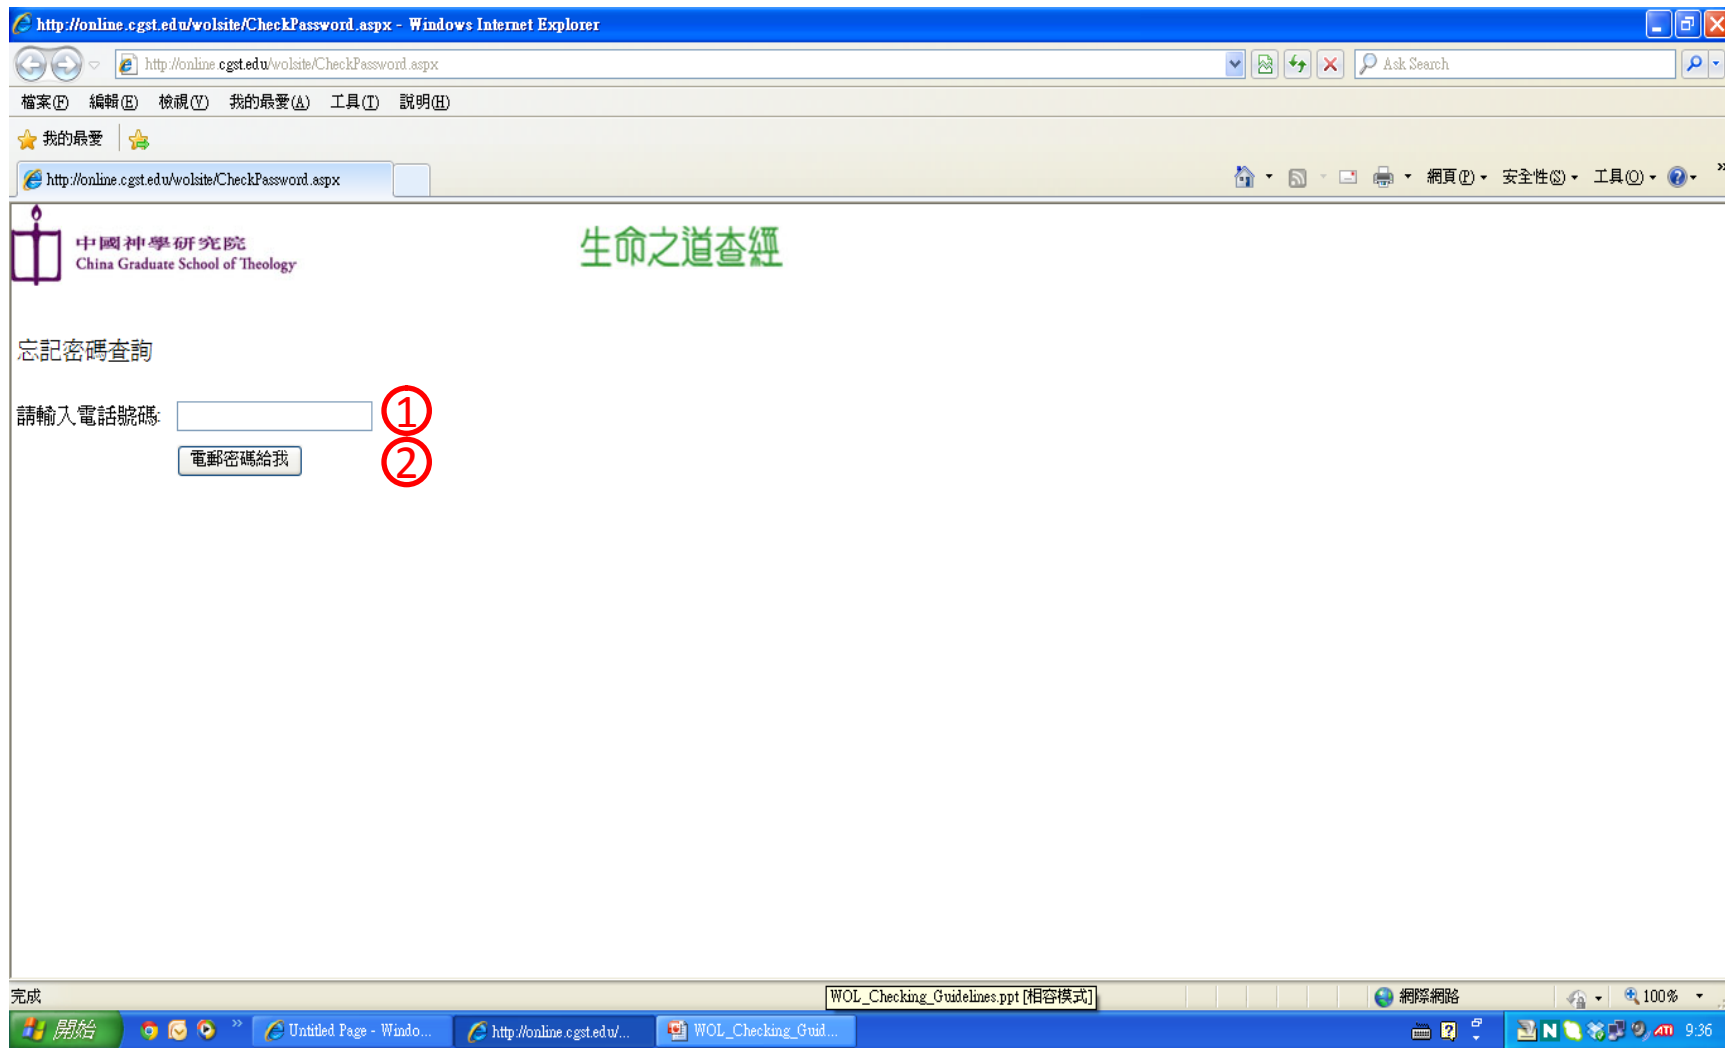 http://online.cgst.edu/wolsite/CheckPassword.aspx - Windows Internet Explorer
http://online.cgst.edu/wolsite/CheckPassword.aspx
Ask Search
檔案(F) 編輯(E) 檢視(V) 我的最愛(A) 工具(T) 說明(H)
我的最愛
http://online.cgst.edu/wolsite/CheckPassword.aspx
網頁(P) 安全性(S) 工具(O)
中國神學研究院
China Graduate School of Theology
生命之道查經
忘記密碼查詢
請輸入電話號碼:
①
電郵密碼給我
②
完成
WOL_Checking_Guidelines.ppt [相容模式]
網際網路
100%
開始
Untitled Page - Windo...
http://online.cgst.edu/...
WOL_Checking_Guid...
ATI
9:36